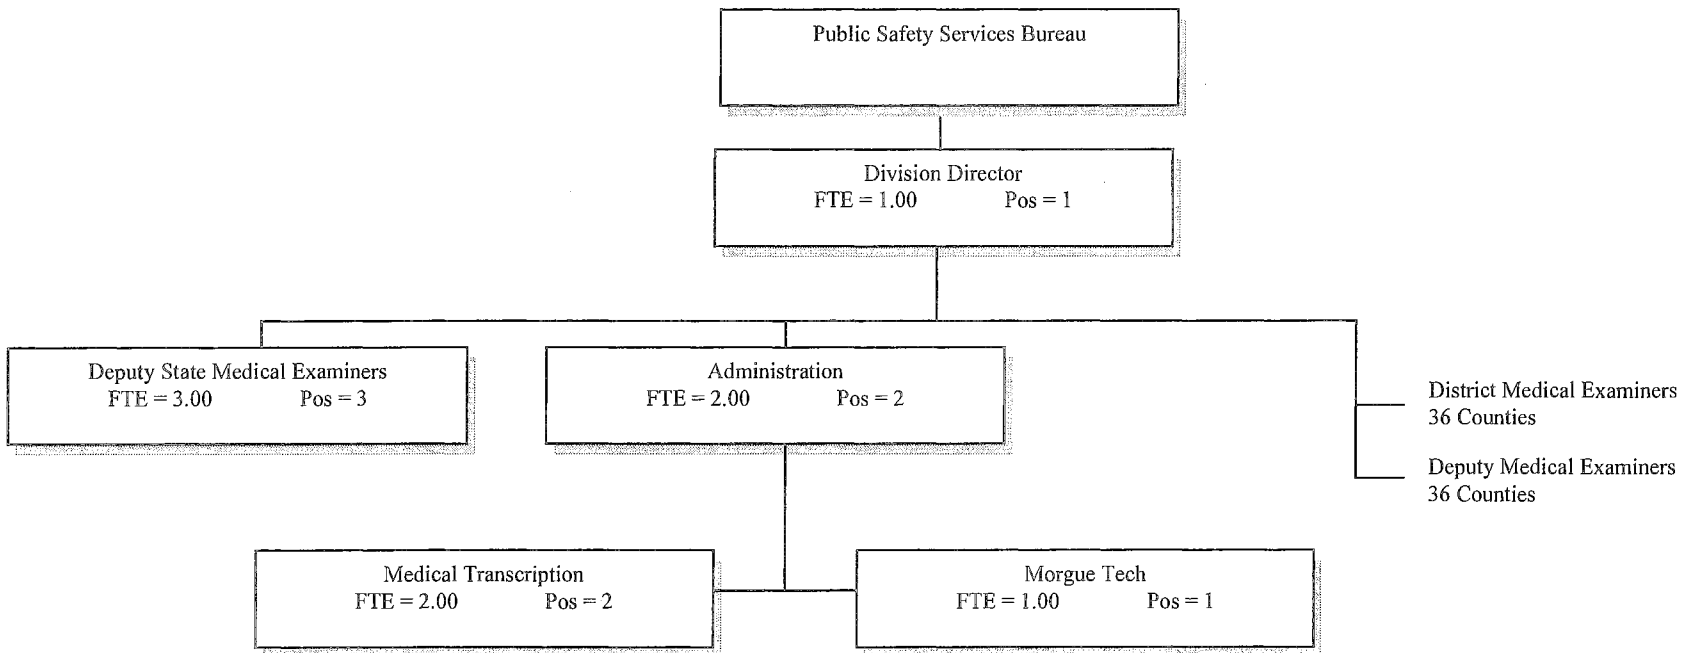 Public Safety Services Bureau
Division Director
FTE = 1.00 Pos = 1
Deputy State Medical Examiners
FTE = 3.00 Pos = 3
Administration
FTE = 2.00 Pos = 2
District Medical Examiners
36 Counties
Deputy Medical Examiners
36 Counties
Medical Transcription
FTE = 2.00 Pos = 2
Morgue Tech
FTE = 1.00 Pos = 1